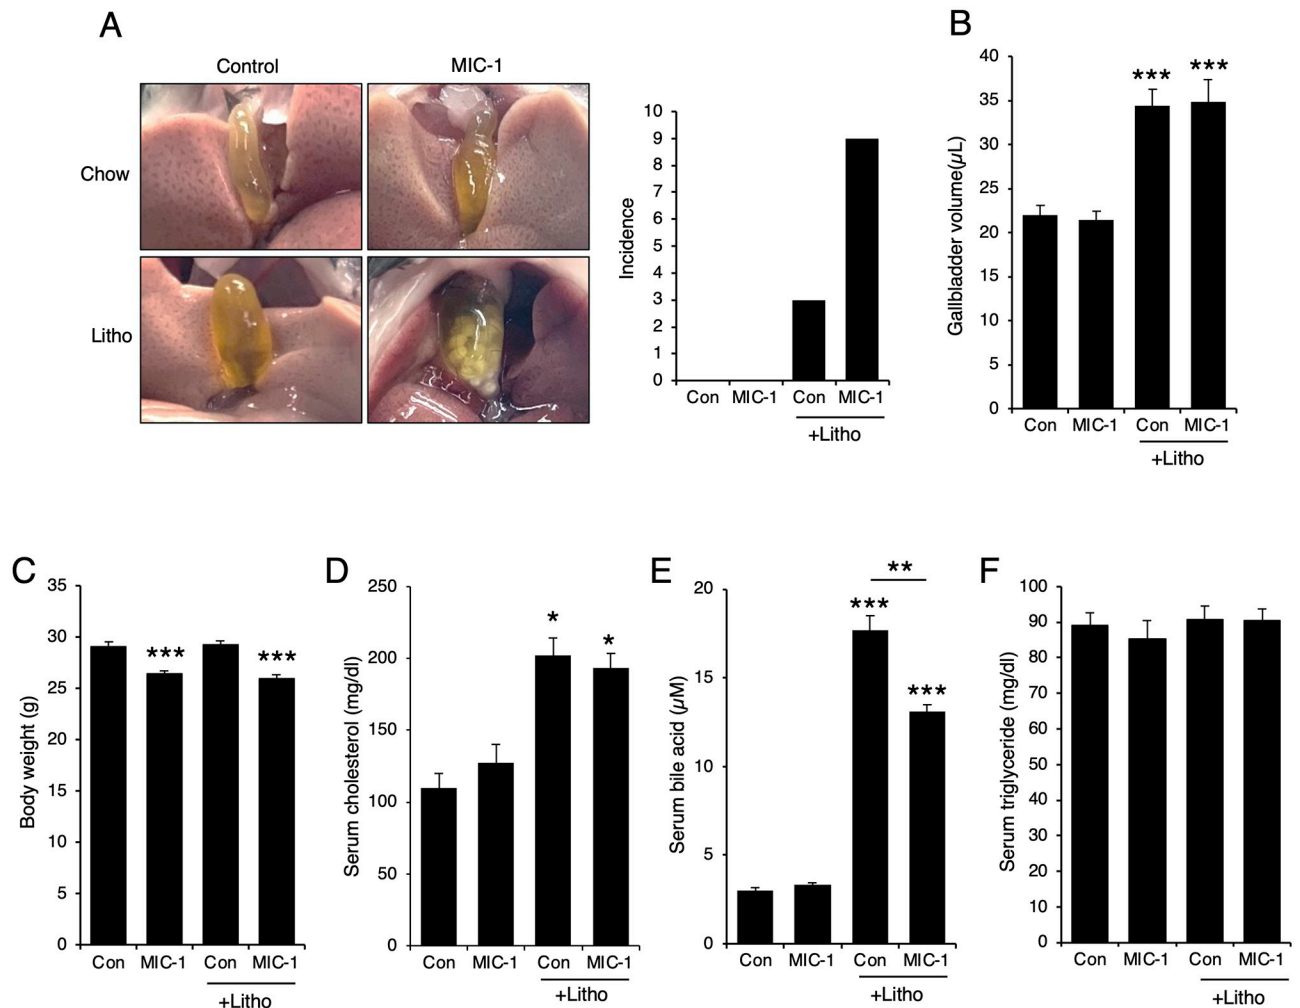 A
Control
MIC-1
Chow
Litho
Incidence
10
9
8
7
6
5
4
3
2
1
0
Con MIC-1 Con MIC-1
+Litho
B
Gallbladder volume(µL)
40
35
30
25
20
15
10
5
0
*** ***
Con MIC-1 Con MIC-1
+Litho
C
Body weight (g)
35
30
25
20
15
10
5
0
*** ***
Con MIC-1 Con MIC-1
+Litho
D
Serum cholesterol (mg/dl)
250
200
150
100
50
0
* *
Con MIC-1 Con MIC-1
+Litho
E
Serum bile acid (µM)
20
15
10
5
0
**
***
***
Con MIC-1 Con MIC-1
+Litho
F
Serum triglyceride (mg/dl)
100
90
80
70
60
50
40
30
20
10
0
Con MIC-1 Con MIC-1
+Litho